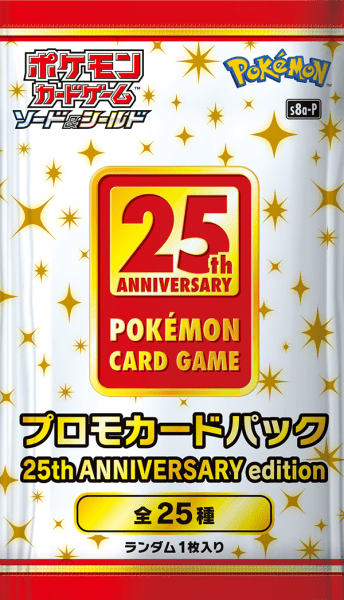 ポケモン
カードゲーム
ソード&シールド
POKéMON
s8a-P
25th
ANNIVERSARY
POKÉMON
CARD GAME
プロモカードパック
25th ANNIVERSARY edition
全25種
ランダム1枚入り